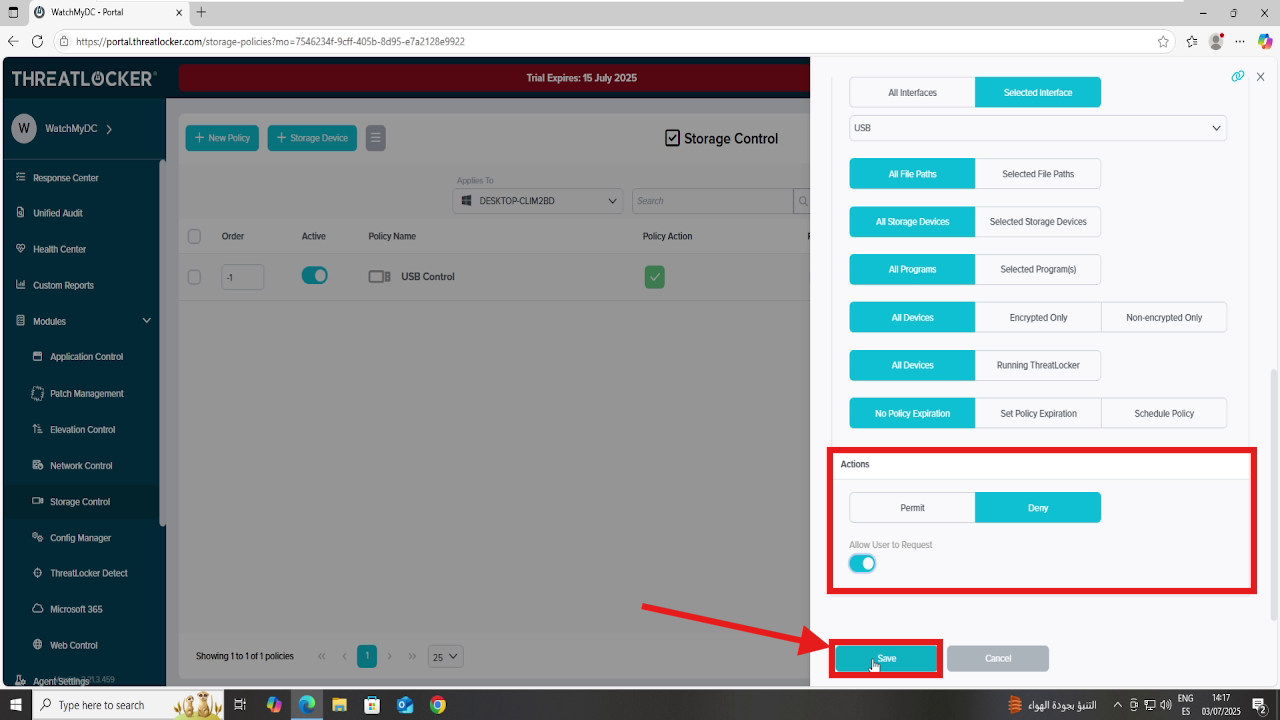 WatchMyDC - Portal
https://portal.threatlocker.com/storage-policies?mo=7546234f-9cff-405b-8d95-e7a2128e9922
THREATLOCKER
Trial Expires: 15 July 2025
W WatchMyDC
Response Center
Unified Audit
Health Center
Custom Reports
Modules
Application Control
Patch Management
Elevation Control
Network Control
Storage Control
Config Manager
ThreatLocker Detect
Microsoft 365
Web Control
Agent Settings
New Policy
Storage Device
Storage Control
Applies To
DESKTOP-CLIM2BD
Search
Order Active Policy Name Policy Action
-1 USB Control
Showing 1 to 1 of 1 policies
1
25
All Interfaces Selected Interface
USB
All File Paths Selected File Paths
All Storage Devices Selected Storage Devices
All Programs Selected Program(s)
All Devices Encrypted Only Non-encrypted Only
All Devices Running ThreatLocker
No Policy Expiration Set Policy Expiration Schedule Policy
Actions
Permit Deny
Allow User to Request
Save Cancel
Type here to search
التنبؤ بجودة الهواء
ENG
ES
14:17
03/07/2025